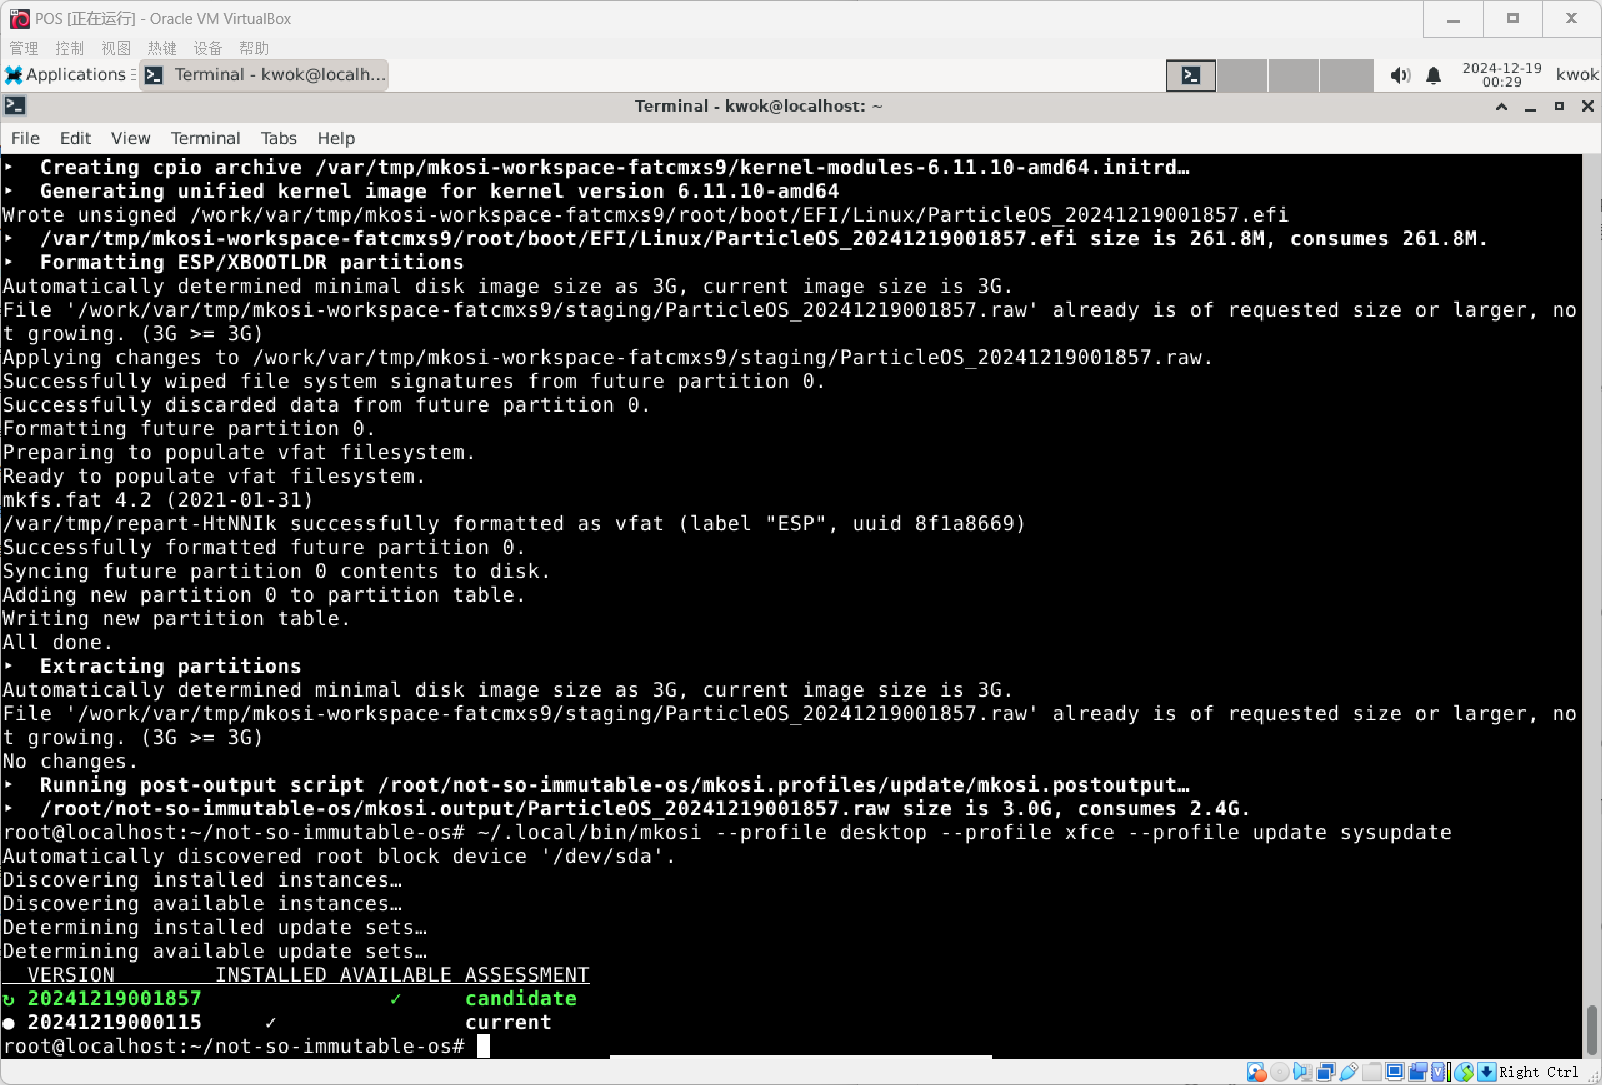 POS [正在运行] - Oracle VM VirtualBox
管理 控制 视图 热键 设备 帮助
Applications Terminal - kwok@localh... 2024-12-19 00:29 kwok
Terminal - kwok@localhost: ~
File Edit View Terminal Tabs Help
‣ Creating cpio archive /var/tmp/mkosi-workspace-fatcmxs9/kernel-modules-6.11.10-amd64.initrd…
‣ Generating unified kernel image for kernel version 6.11.10-amd64
Wrote unsigned /work/var/tmp/mkosi-workspace-fatcmxs9/root/boot/EFI/Linux/ParticleOS_20241219001857.efi
‣ /var/tmp/mkosi-workspace-fatcmxs9/root/boot/EFI/Linux/ParticleOS_20241219001857.efi size is 261.8M, consumes 261.8M.
‣ Formatting ESP/XBOOTLDR partitions
Automatically determined minimal disk image size as 3G, current image size is 3G.
File '/work/var/tmp/mkosi-workspace-fatcmxs9/staging/ParticleOS_20241219001857.raw' already is of requested size or larger, no
t growing. (3G >= 3G)
Applying changes to /work/var/tmp/mkosi-workspace-fatcmxs9/staging/ParticleOS_20241219001857.raw.
Successfully wiped file system signatures from future partition 0.
Successfully discarded data from future partition 0.
Formatting future partition 0.
Preparing to populate vfat filesystem.
Ready to populate vfat filesystem.
mkfs.fat 4.2 (2021-01-31)
/var/tmp/repart-HtNNIk successfully formatted as vfat (label "ESP", uuid 8f1a8669)
Successfully formatted future partition 0.
Syncing future partition 0 contents to disk.
Adding new partition 0 to partition table.
Writing new partition table.
All done.
‣ Extracting partitions
Automatically determined minimal disk image size as 3G, current image size is 3G.
File '/work/var/tmp/mkosi-workspace-fatcmxs9/staging/ParticleOS_20241219001857.raw' already is of requested size or larger, no
t growing. (3G >= 3G)
No changes.
‣ Running post-output script /root/not-so-immutable-os/mkosi.profiles/update/mkosi.postoutput…
‣ /root/not-so-immutable-os/mkosi.output/ParticleOS_20241219001857.raw size is 3.0G, consumes 2.4G.
root@localhost:~/not-so-immutable-os# ~/.local/bin/mkosi --profile desktop --profile xfce --profile update sysupdate
Automatically discovered root block device '/dev/sda'.
Discovering installed instances…
Discovering available instances…
Determining installed update sets…
Determining available update sets…
VERSION INSTALLED AVAILABLE ASSESSMENT
↻ 20241219001857 ✓ candidate
● 20241219000115 ✓ current
root@localhost:~/not-so-immutable-os#
Right Ctrl